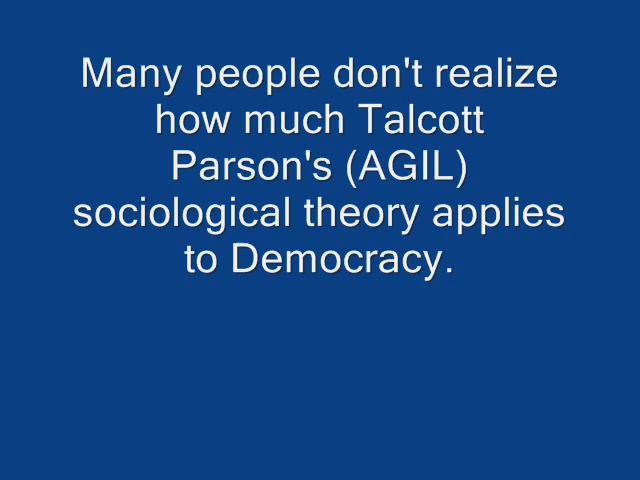 Many people don't realize
how much Talcott
Parson's (AGIL)
sociological theory applies
to Democracy.